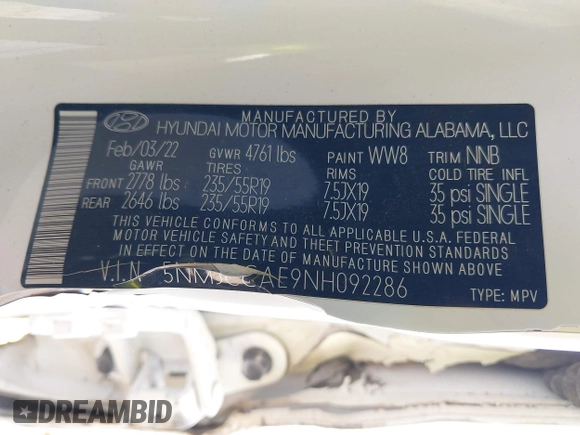 MANUFACTURED BY
HYUNDAI MOTOR MANUFACTURING ALABAMA, LLC
Feb/03/22 GVWR 4761 lbs PAINT WW8 TRIM NNB
GAWR TIRES RIMS COLD TIRE INFL
FRONT 2778 lbs 235/55R19 7.5JX19 35 psi SINGLE
REAR 2646 lbs 235/55R19 7.5JX19 35 psi SINGLE
THIS VEHICLE CONFORMS TO ALL APPLICABLE U.S.A. FEDERAL
MOTOR VEHICLE SAFETY AND THEFT PREVENTION STANDARDS
IN EFFECT ON THE DATE OF MANUFACTURE SHOWN ABOVE.
V.I.N.
TYPE: MPV
DREAMBID